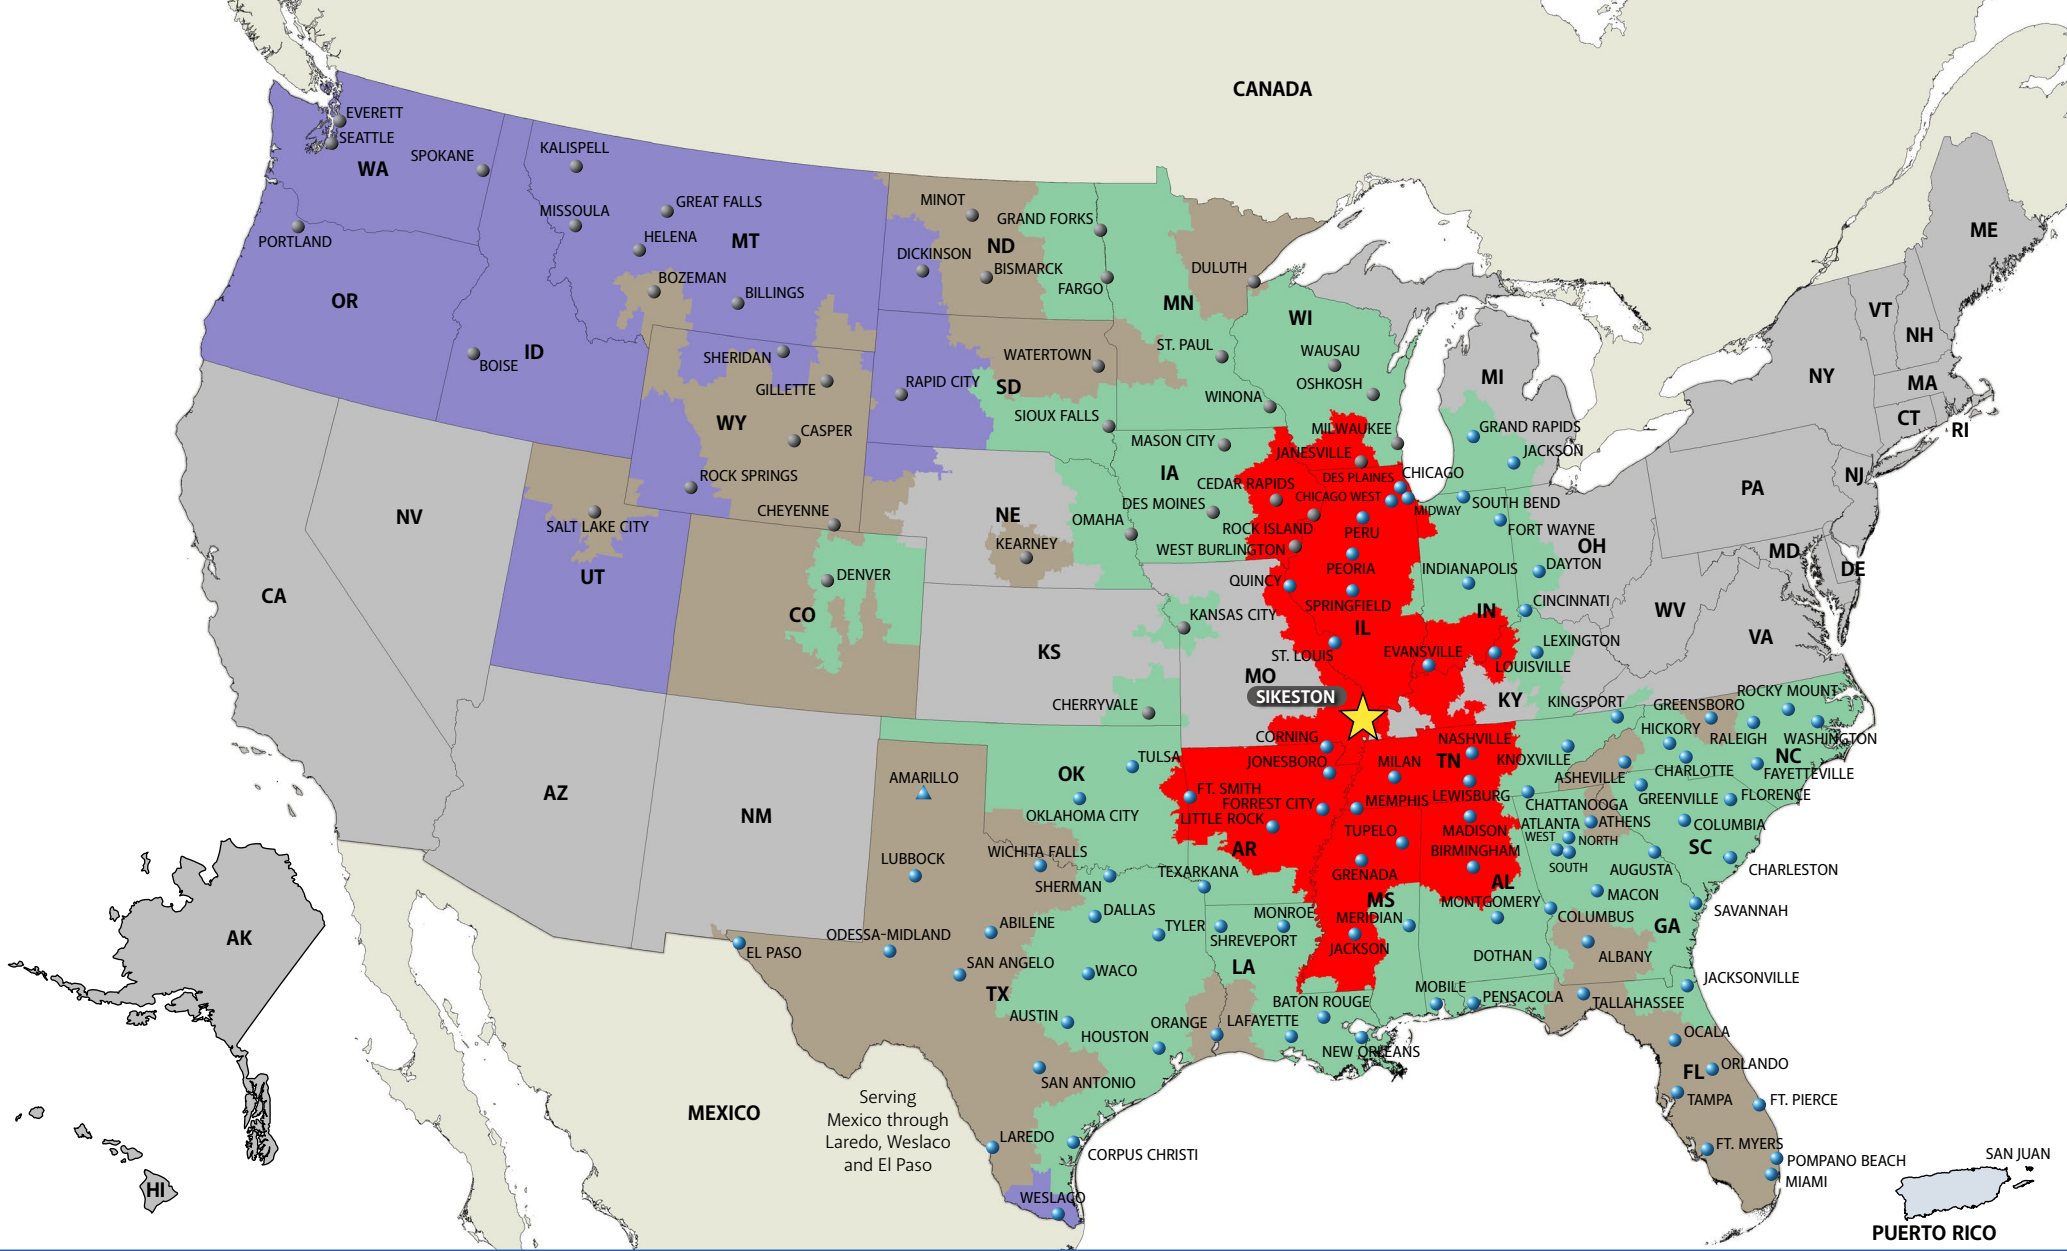 CANADA
EVERETT
SEATTLE
WA
SPOKANE
KALISPELL
MISSOULA
GREAT FALLS
HELENA
MT
BOZEMAN
BILLINGS
PORTLAND
OR
ID
BOISE
MINOT
GRAND FORKS
ND
DICKINSON
BISMARCK
FARGO
DULUTH
MN
WI
ST. PAUL
WAUSAU
OSHKOSH
WINONA
WATERTOWN
RAPID CITY
SD
SIOUX FALLS
SHERIDAN
GILLETTE
WY
CASPER
ROCK SPRINGS
CHEYENNE
MASON CITY
IA
MILWAUKEE
JANESVILLE
CEDAR RAPIDS
DES PLAINES
CHICAGO
CHICAGO WEST
MIDWAY
DES MOINES
ROCK ISLAND
PERU
WEST BURLINGTON
OMAHA
NE
KEARNEY
MI
GRAND RAPIDS
JACKSON
SOUTH BEND
FORT WAYNE
OH
DAYTON
INDIANAPOLIS
CINCINNATI
IN
PEORIA
QUINCY
SPRINGFIELD
IL
ME
VT
NH
NY
MA
CT
RI
PA
NJ
MD
DE
WV
VA
NV
CA
SALT LAKE CITY
UT
DENVER
CO
KS
KANSAS CITY
CHERRYVALE
ST. LOUIS
MO
SIKESTON
EVANSVILLE
LOUISVILLE
LEXINGTON
KY
KINGSPORT
GREENSBORO
ROCKY MOUNT
HICKORY
RALEIGH
WASHINGTON
NC
CHARLOTTE
FAYETTEVILLE
ASHEVILLE
KNOXVILLE
CORNING
JONESBORO
NASHVILLE
TN
MILAN
TULSA
OK
OKLAHOMA CITY
AMARILLO
NM
AZ
FT. SMITH
FORREST CITY
LITTLE ROCK
AR
MEMPHIS
LEWISBURG
CHATTANOOGA
GREENVILLE
FLORENCE
TUPELO
MADISON
BIRMINGHAM
ATLANTA
WEST
NORTH
SOUTH
ATHENS
COLUMBIA
SC
AUGUSTA
CHARLESTON
LUBBOCK
WICHITA FALLS
SHERMAN
TEXARKANA
GRENADA
MS
AL
MONTGOMERY
MACON
COLUMBUS
SAVANNAH
GA
DALLAS
ABILENE
TYLER
MONROE
SHREVEPORT
MERIDIAN
JACKSON
EL PASO
ODESSA-MIDLAND
SAN ANGELO
WACO
TX
LA
DOTHAN
ALBANY
JACKSONVILLE
AK
AUSTIN
HOUSTON
ORANGE
LAFAYETTE
BATON ROUGE
NEW ORLEANS
MOBILE
PENSACOLA
TALLAHASSEE
OCALA
ORLANDO
FL
TAMPA
FT. PIERCE
SAN ANTONIO
MEXICO
Serving
Mexico through
Laredo, Weslaco
and El Paso
LAREDO
CORPUS CHRISTI
WESLACO
FT. MYERS
POMPANO BEACH
MIAMI
HI
SAN JUAN
PUERTO RICO